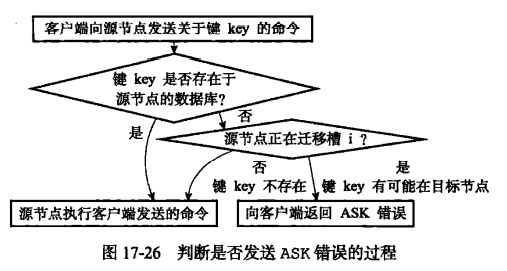 客户端向源节点发送关于键 key 的命令
键 key 是否存在于
源节点的数据库?
是
否
源节点正在迁移槽 i ?
否
键 key 不存在
是
键 key 有可能在目标节点
源节点执行客户端发送的命令
向客户端返回 ASK 错误
图 17-26 判断是否发送 ASK 错误的过程